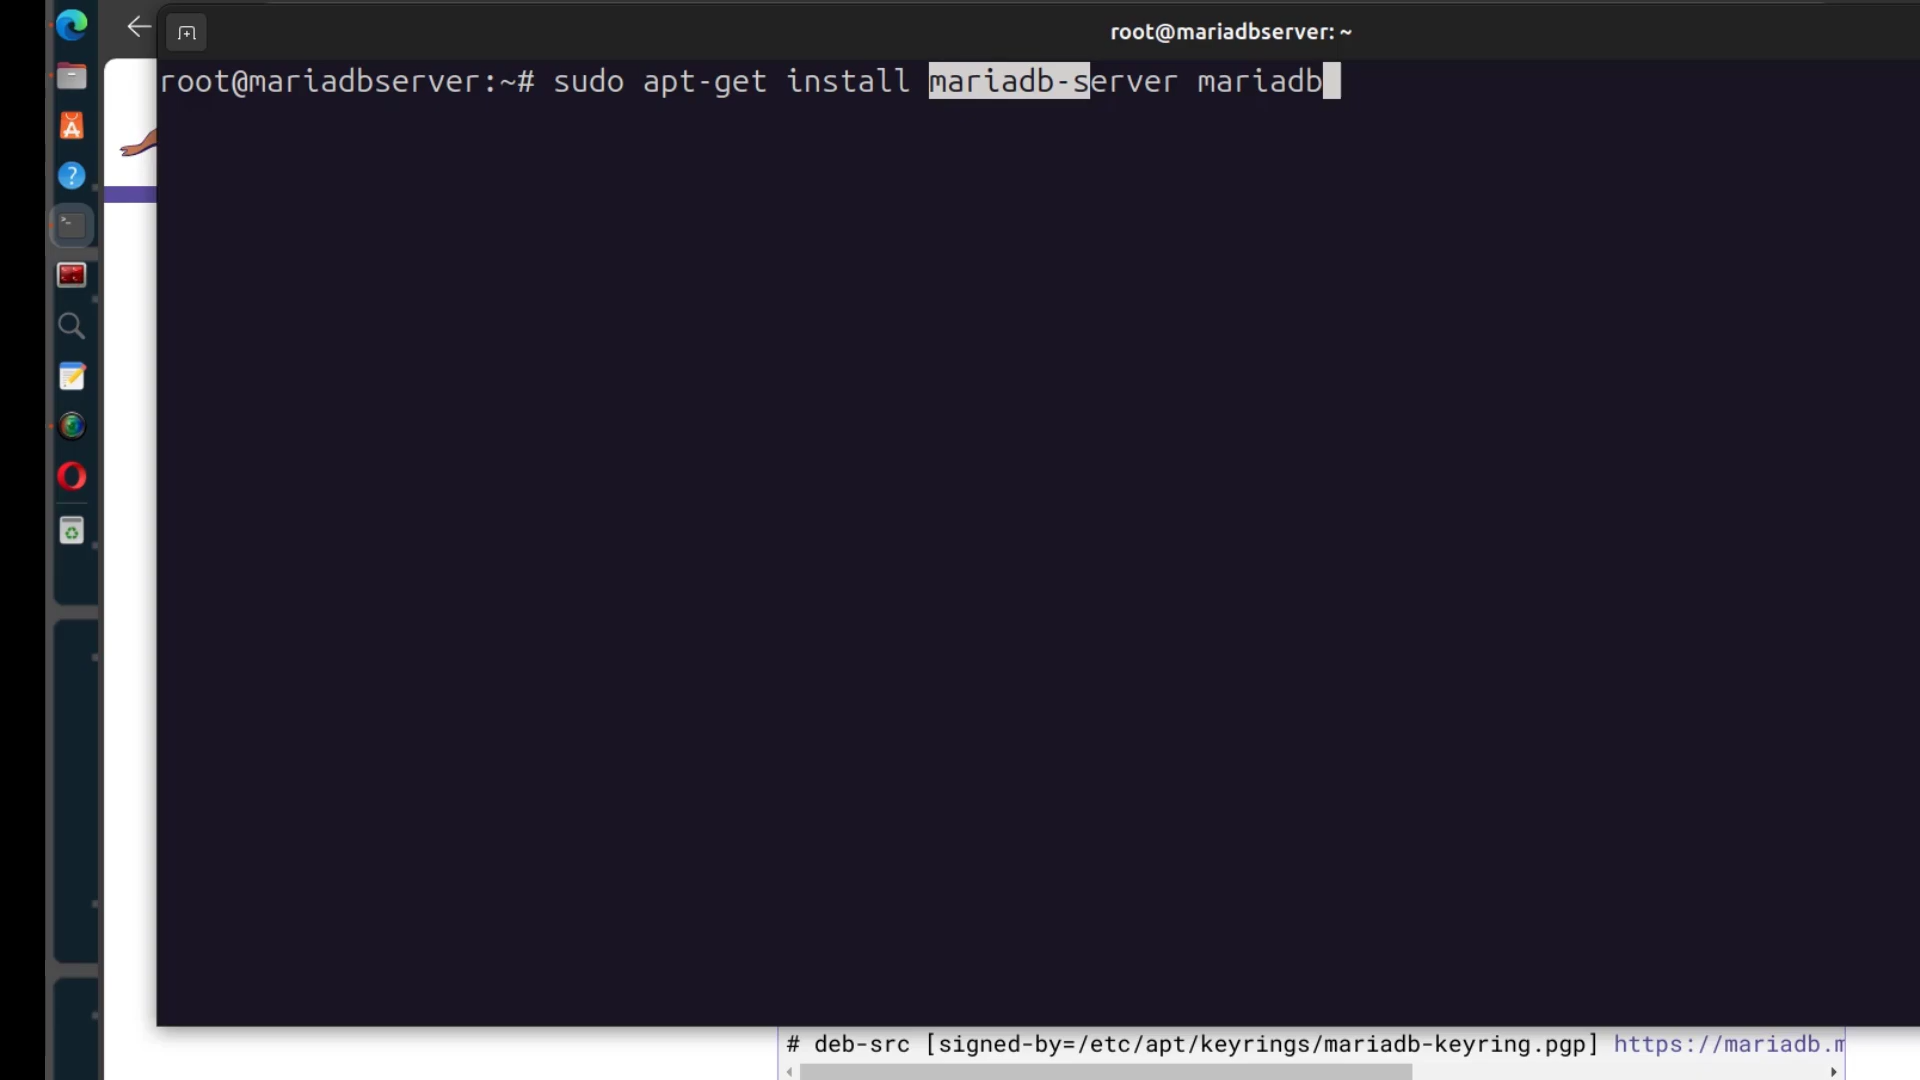 root@mariadbserver: ~
root@mariadbserver:~# sudo apt-get install mariadb-server mariadb
# deb-src [signed-by=/etc/apt/keyrings/mariadb-keyring.pgp] https://mariadb.m